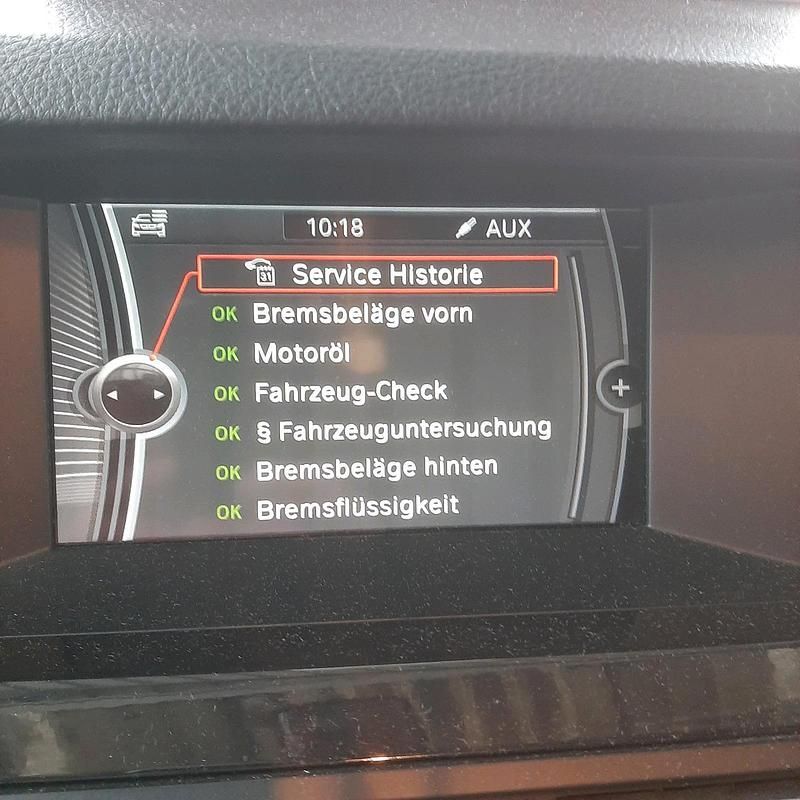 10:18 AUX
31 Service Historie
OK Bremsbeläge vorn
OK Motoröl
OK Fahrzeug-Check
OK § Fahrzeuguntersuchung
OK Bremsbeläge hinten
OK Bremsflüssigkeit